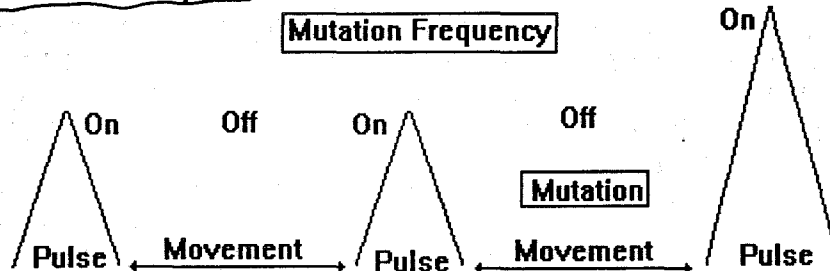 Mutation Frequency
On
On Off On Off
Mutation
Pulse Movement Pulse Movement Pulse